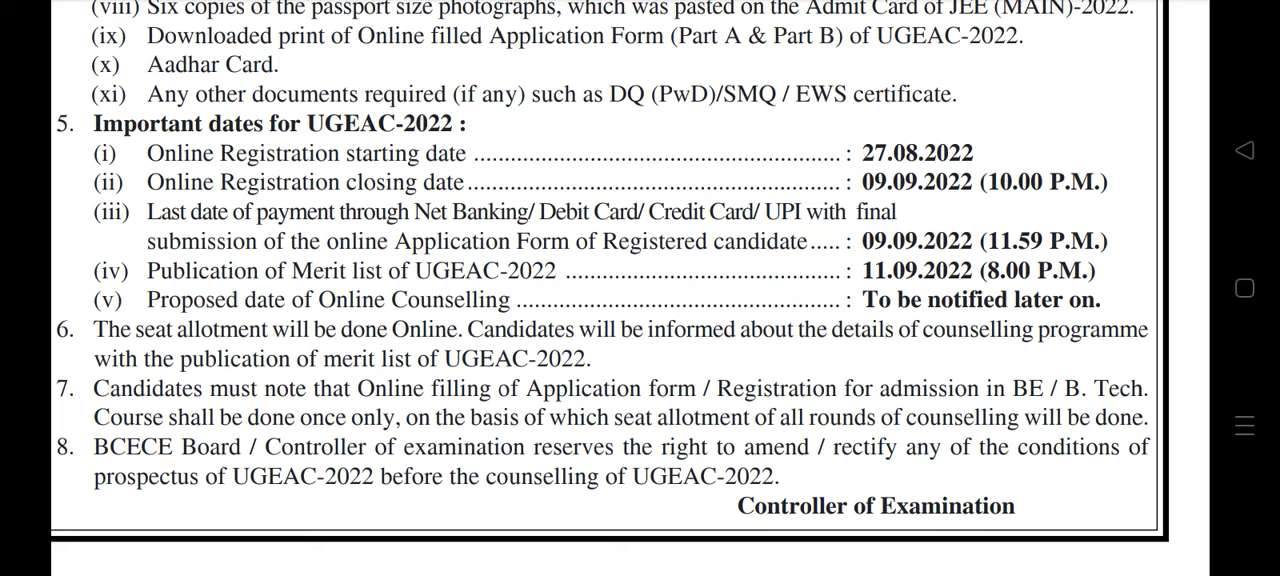 (viii) Six copies of the passport size photographs, which was pasted on the Admit Card of JEE (MAIN)-2022.
(ix) Downloaded print of Online filled Application Form (Part A & Part B) of UGEAC-2022.
(x) Aadhar Card.
(xi) Any other documents required (if any) such as DQ (PwD)/SMQ / EWS certificate.
5. Important dates for UGEAC-2022 :
(i) Online Registration starting date ............................................................ : 27.08.2022
(ii) Online Registration closing date............................................................. : 09.09.2022 (10.00 P.M.)
(iii) Last date of payment through Net Banking/ Debit Card/ Credit Card/ UPI with final
submission of the online Application Form of Registered candidate..... : 09.09.2022 (11.59 P.M.)
(iv) Publication of Merit list of UGEAC-2022 ............................................. : 11.09.2022 (8.00 P.M.)
(v) Proposed date of Online Counselling ..................................................... : To be notified later on.
6. The seat allotment will be done Online. Candidates will be informed about the details of counselling programme
with the publication of merit list of UGEAC-2022.
7. Candidates must note that Online filling of Application form / Registration for admission in BE / B. Tech.
Course shall be done once only, on the basis of which seat allotment of all rounds of counselling will be done.
8. BCECE Board / Controller of examination reserves the right to amend / rectify any of the conditions of
prospectus of UGEAC-2022 before the counselling of UGEAC-2022.
Controller of Examination